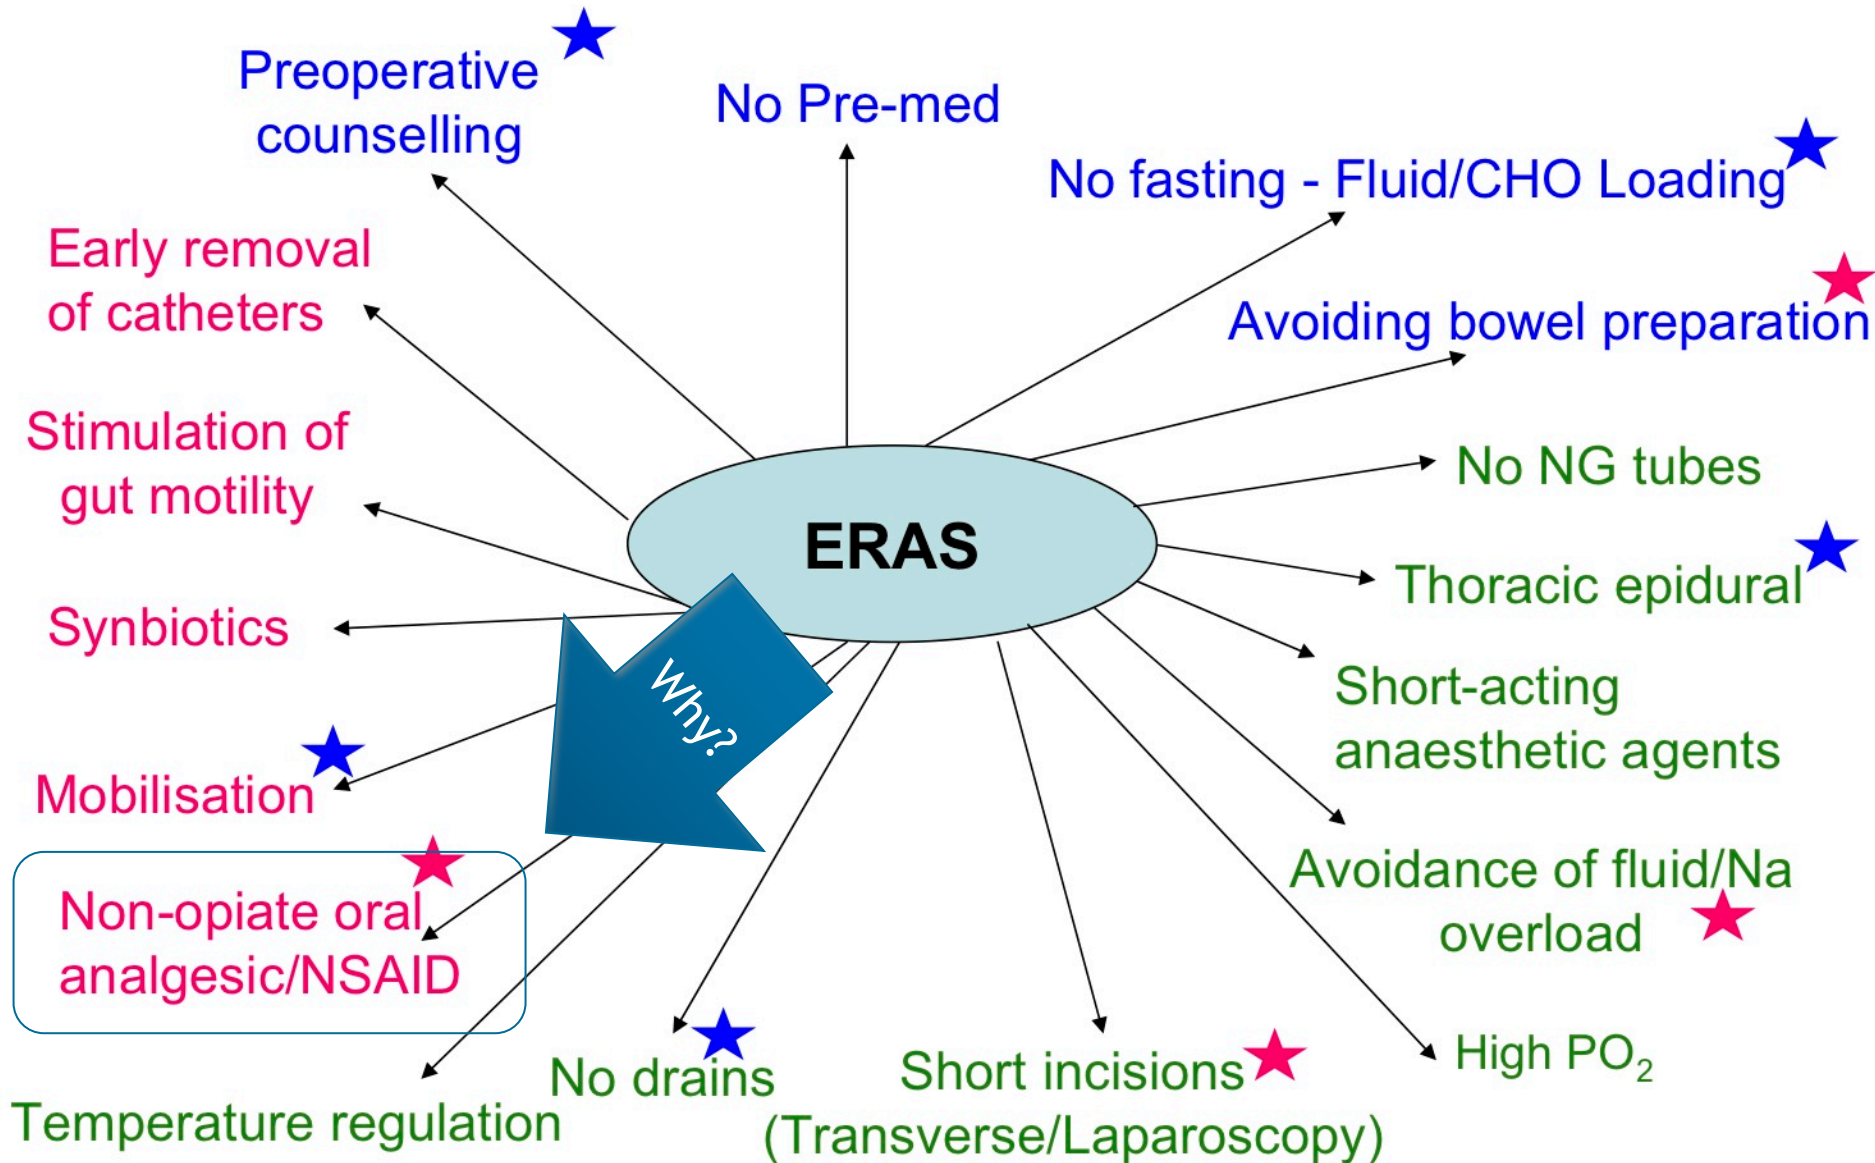 Preoperative
counselling
No Pre-med
No fasting - Fluid/CHO Loading
Early removal
of catheters
Avoiding bowel preparation
Stimulation of
gut motility
No NG tubes
ERAS
Thoracic epidural
Synbiotics
Why?
Short-acting
anaesthetic agents
Mobilisation
Avoidance of fluid/Na
overload
Non-opiate oral
analgesic/NSAID
High PO₂
No drains
Short incisions
(Transverse/Laparoscopy)
Temperature regulation